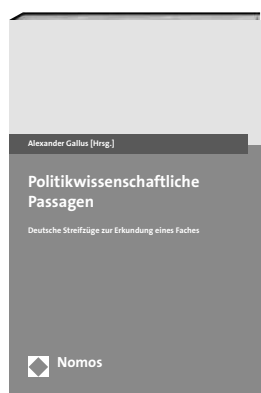 Alexander Gallus [Hrsg.]
Politikwissenschaftliche
Passagen
Deutsche Streifzüge zur Erkundung eines Faches
Nomos